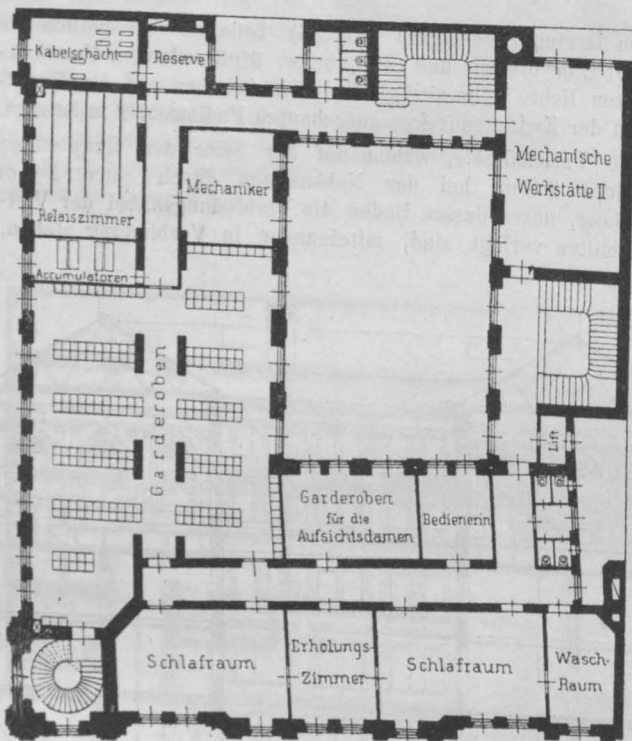 Kabelschacht
Reserve
Mechaniker
Mechanische
Werkstätte II
Relaiszimmer
Accumulatoren
Garderoben
Lift
Garderoben
für die
Aufsichtsdamen
Bedienerin
Schlafraum
Erholungs-
Zimmer
Schlafraum
Wasch-
Raum